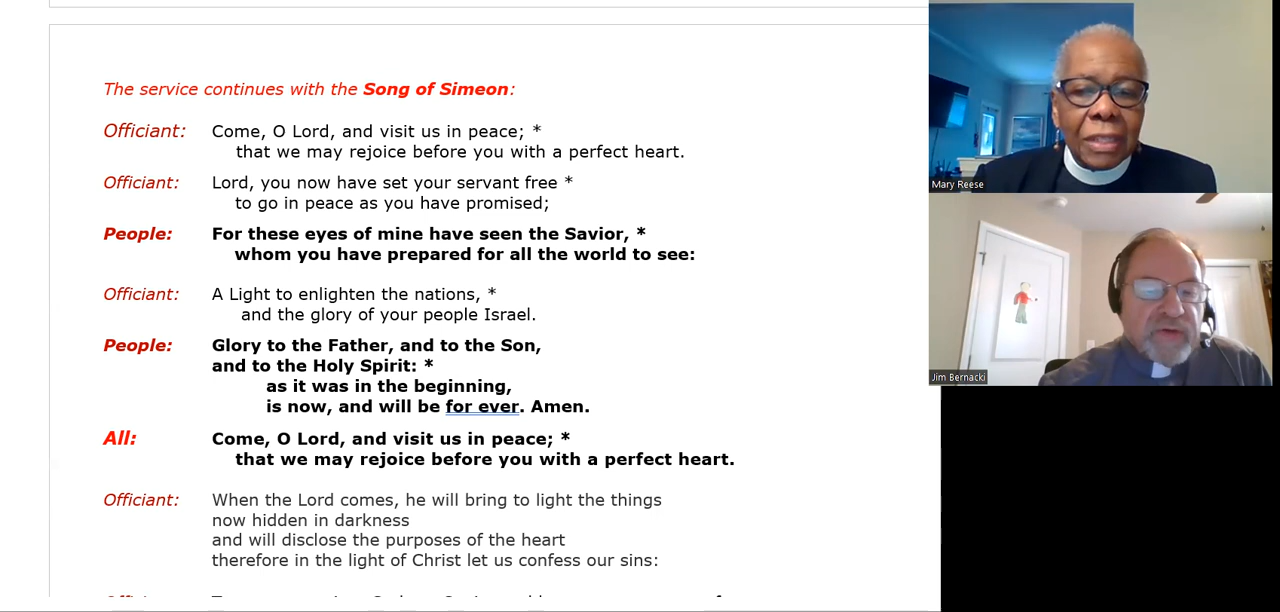 The service continues with the Song of Simeon:
Officiant: Come, O Lord, and visit us in peace; *
that we may rejoice before you with a perfect heart.
Officiant: Lord, you now have set your servant free *
to go in peace as you have promised;
People: For these eyes of mine have seen the Savior, *
whom you have prepared for all the world to see:
Officiant: A Light to enlighten the nations, *
and the glory of your people Israel.
People: Glory to the Father, and to the Son,
and to the Holy Spirit: *
as it was in the beginning,
is now, and will be for ever. Amen.
All: Come, O Lord, and visit us in peace; *
that we may rejoice before you with a perfect heart.
Officiant: When the Lord comes, he will bring to light the things
now hidden in darkness
and will disclose the purposes of the heart
therefore in the light of Christ let us confess our sins:
Mary Reese
Jim Bernacki